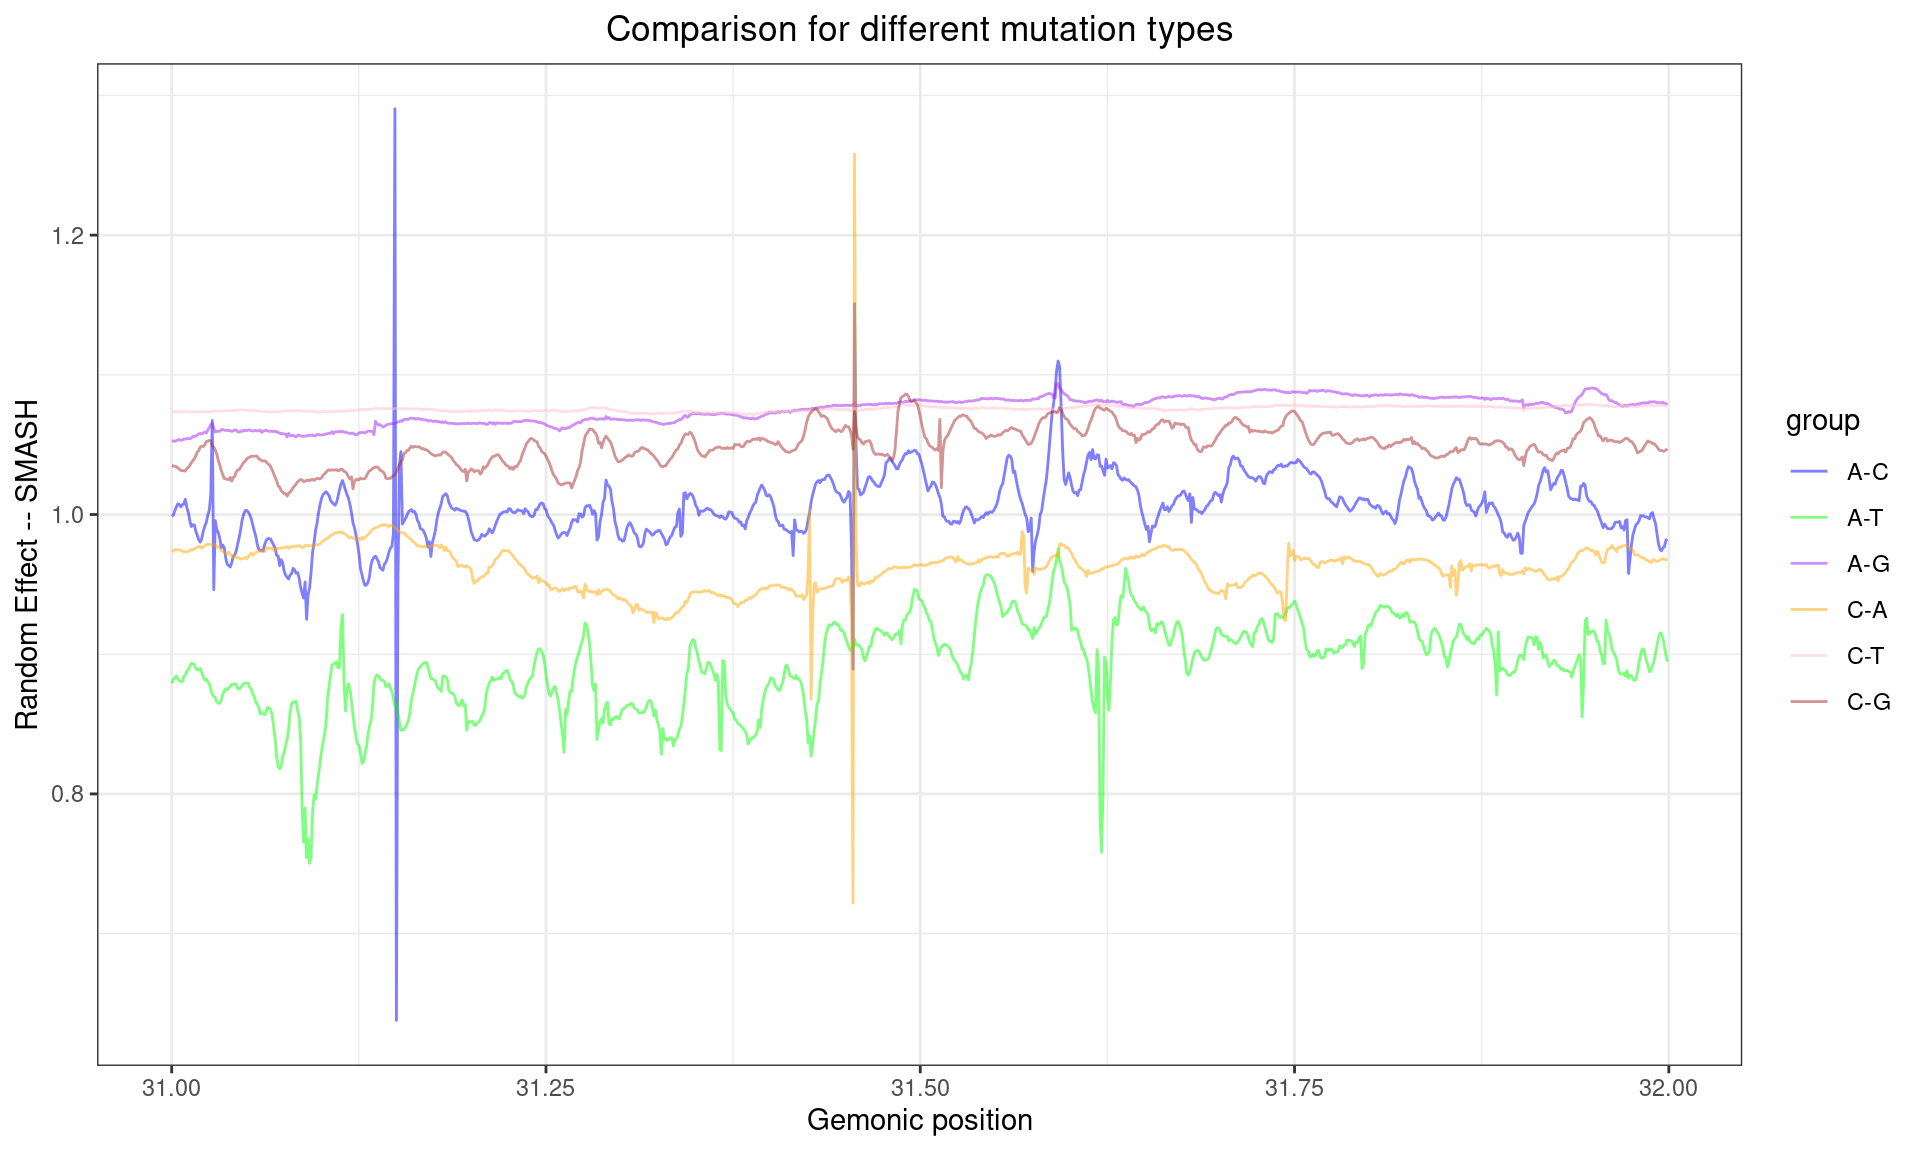 Comparison for different mutation types
Random Effect -- SMASH
1.2
1.0
0.8
31.00
31.25
31.50
31.75
32.00
Gemonic position
group
A-C
A-T
A-G
C-A
C-T
C-G